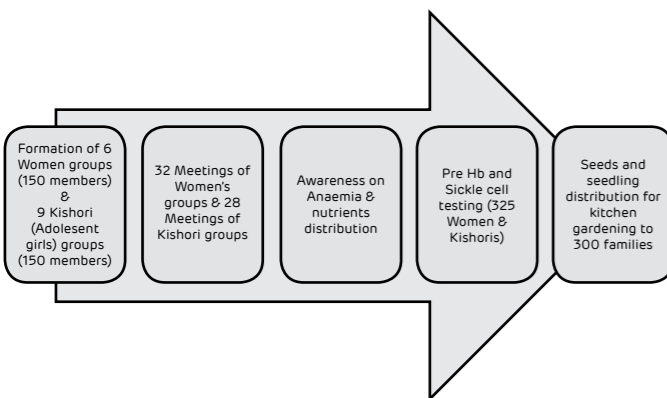 Formation of 6
Women groups
(150 members)
&
9 Kishori
(Adolesent
girls) groups
(150 members)
32 Meetings of
Women's
groups & 28
Meetings of
Kishori groups
Awareness on
Anaemia &
nutrients
distribution
Pre Hb and
Sickle cell
testing (325
Women &
Kishoris)
Seeds and
seedling
distribution for
kitchen
gardening to
300 families